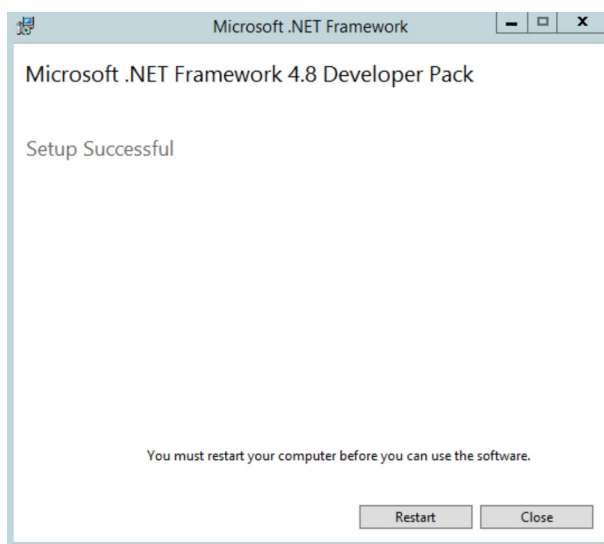 Microsoft .NET Framework
Microsoft .NET Framework 4.8 Developer Pack
Setup Successful
You must restart your computer before you can use the software.
Restart
Close